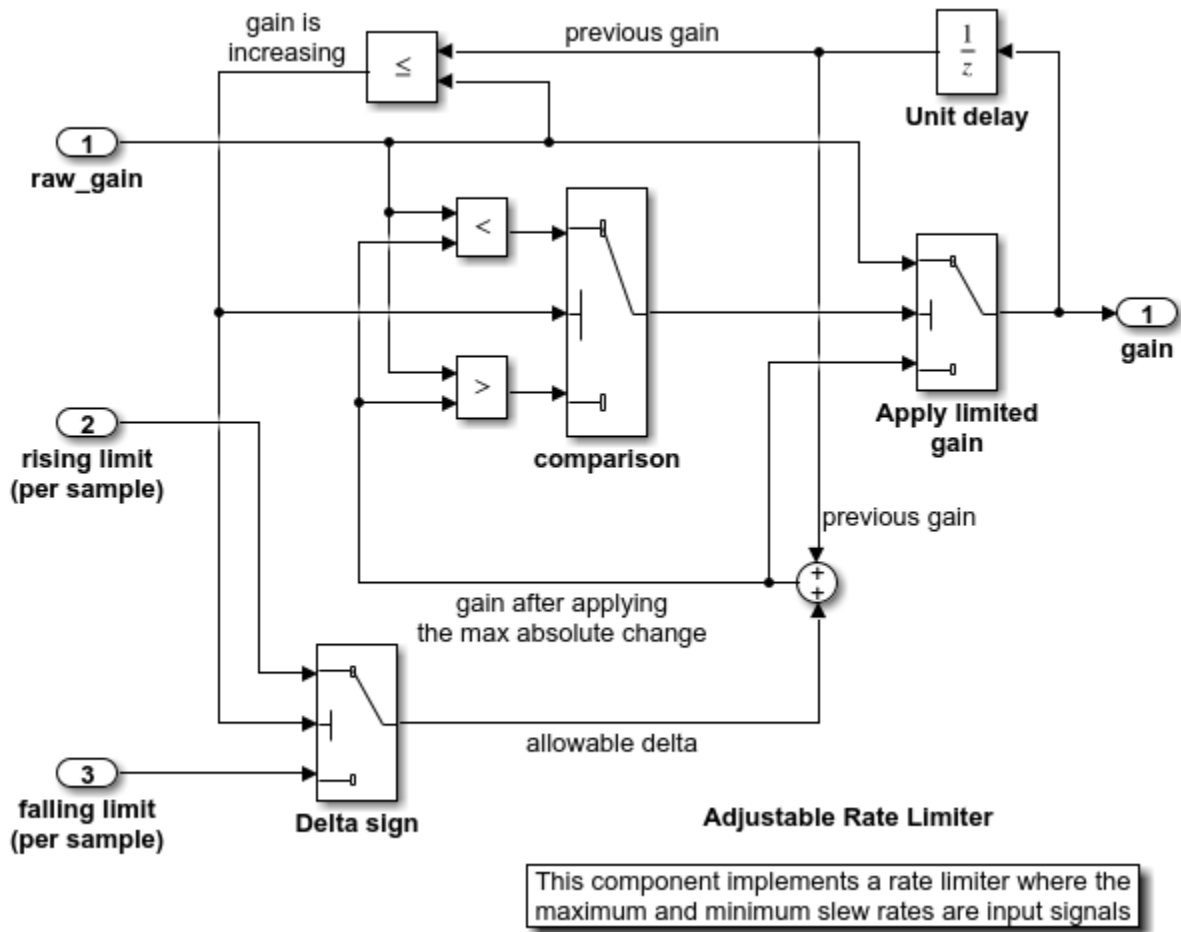 gain is
increasing
previous gain
≤
1
z
Unit delay
1
raw_gain
<
>
comparison
Apply limited
gain
1
gain
2
rising limit
(per sample)
previous gain
+
+
gain after applying
the max absolute change
allowable delta
3
falling limit
(per sample)
Delta sign
Adjustable Rate Limiter
This component implements a rate limiter where the
maximum and minimum slew rates are input signals